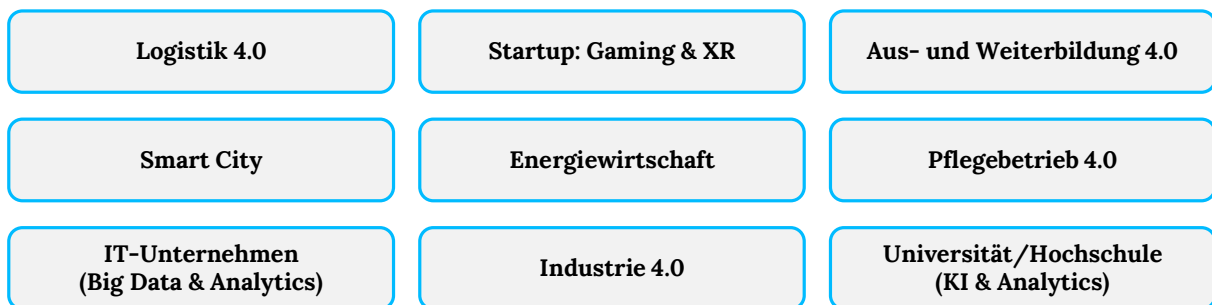 Logistik 4.0
Startup: Gaming & XR
Aus- und Weiterbildung 4.0
Smart City
Energiewirtschaft
Pflegebetrieb 4.0
IT-Unternehmen
(Big Data & Analytics)
Industrie 4.0
Universität/Hochschule
(KI & Analytics)